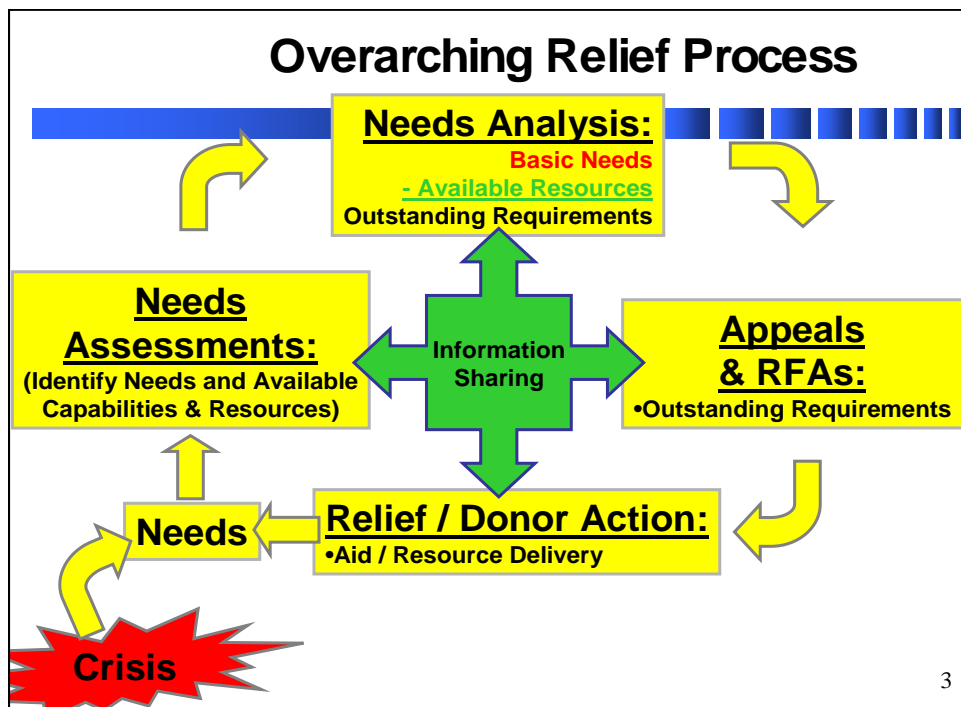 Overarching Relief Process
Needs Analysis:
Basic Needs
- Available Resources
Outstanding Requirements
Needs
Assessments:
(Identify Needs and Available
Capabilities & Resources)
Information
Sharing
Appeals
& RFAs:
•Outstanding Requirements
Relief / Donor Action:
•Aid / Resource Delivery
Needs
Crisis
3